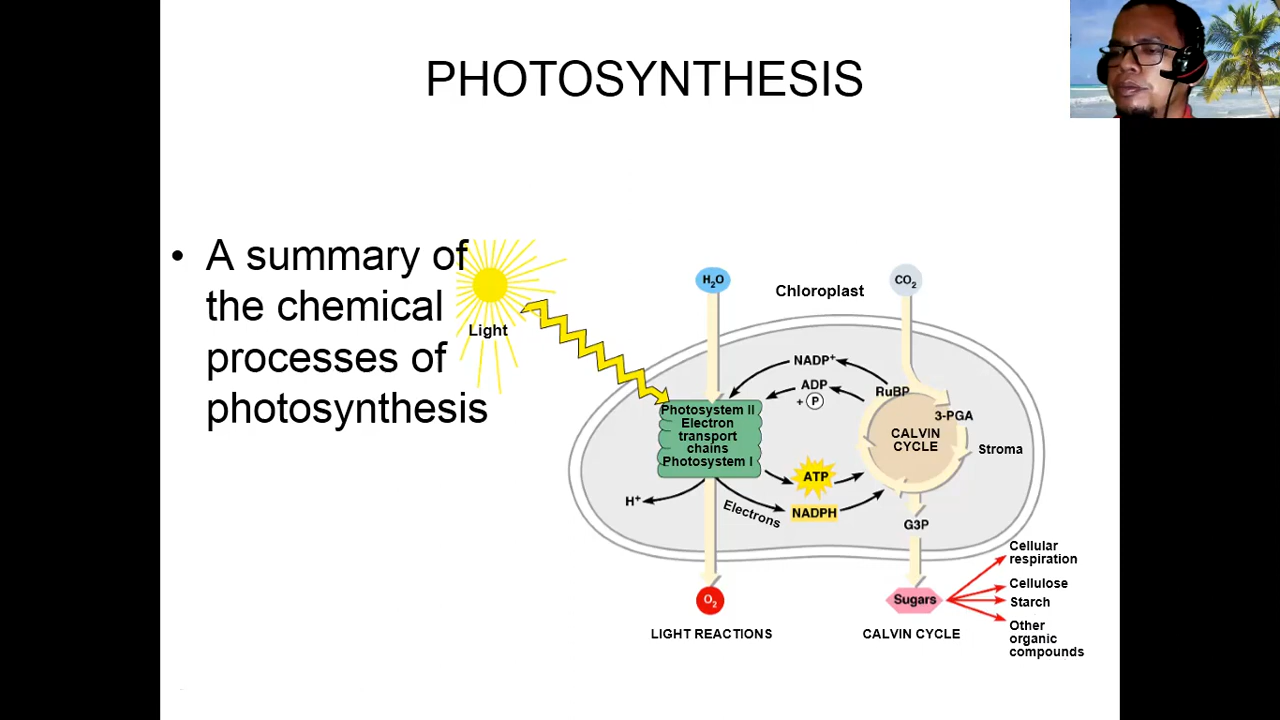 PHOTOSYNTHESIS
• A summary of
the chemical
processes of
photosynthesis
Light
H₂O
Chloroplast
CO₂
NADP⁺
ADP
+ P
RuBP
3-PGA
CALVIN
CYCLE
Stroma
Photosystem II
Electron
transport
chains
Photosystem I
ATP
H⁺
Electrons
NADPH
G3P
O₂
Sugars
Cellular
respiration
Cellulose
Starch
Other
organic
compounds
LIGHT REACTIONS
CALVIN CYCLE